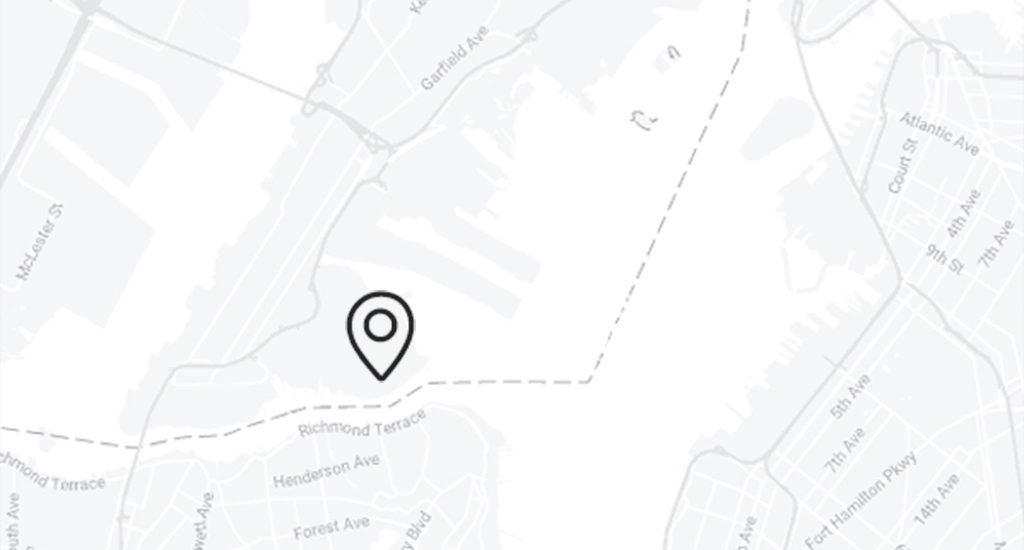 Garfield Ave
Atlantic Ave
Court St
4th Ave
7th Ave
9th St
McLester St
5th Ave
7th Ave
Fort Hamilton Pkwy
14th Ave
Richmond Terrace
Henderson Ave
Forest Ave
chmond Terrace